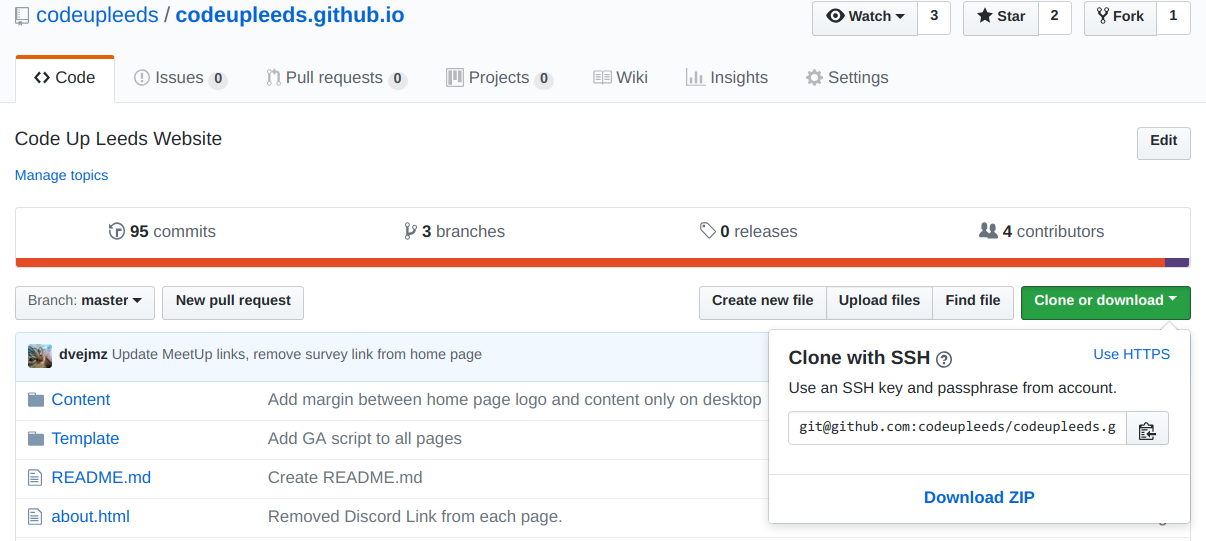 codeupleeds / codeupleeds.github.io Watch 3 Star 2 Fork 1
Code Issues 0 Pull requests 0 Projects 0 Wiki Insights Settings
Code Up Leeds Website Edit
Manage topics
95 commits 3 branches 0 releases 4 contributors
Branch: master New pull request Create new file Upload files Find file Clone or download
dvejmz Update MeetUp links, remove survey link from home page
Content Add margin between home page logo and content only on desktop
Template Add GA script to all pages
README.md Create README.md
about.html Removed Discord Link from each page.
Clone with SSH ? Use HTTPS
Use an SSH key and passphrase from account.
git@github.com:codeupleeds/codeupleeds.g
Download ZIP